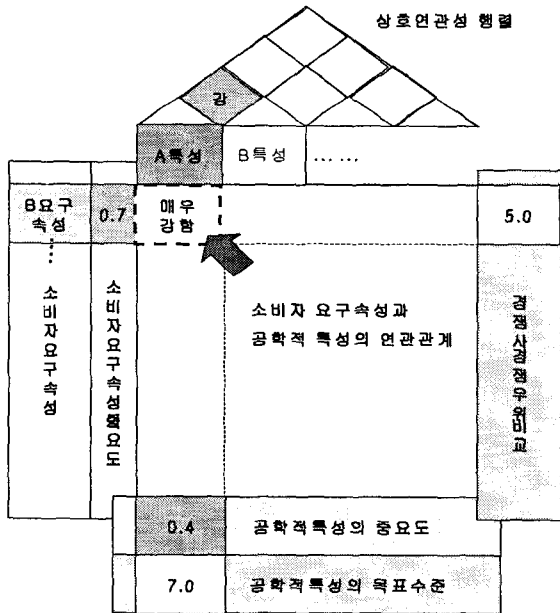 상호연관성 행렬
강
A특성
B특성
... ...
B요구
속성
0.7
매우
강함
5.0
소비자요구속성
소비자요구속성중요도
소비자 요구속성과
공학적 특성의 연관관계
경쟁사경쟁우위비교
0.4
공학적특성의 중요도
7.0
공학적특성의 목표수준